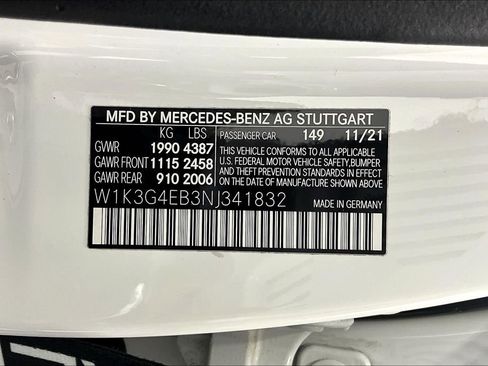 MFD BY MERCEDES-BENZ AG STUTTGART
KG LBS PASSENGER CAR 149 11/21
GVWR 1990 4387
GAWR FRONT 1115 2458
GAWR REAR 910 2006
THIS VEHICLE CONFORMS TO ALL APPLICABLE
U.S. FEDERAL MOTOR VEHICLE SAFETY, BUMPER
AND THEFT PREVENTION STANDARDS IN EFFECT
ON THE DATE OF MANUFACTURE SHOWN ABOVE
W1K3G4EB3NJ341832
MADE IN GERMANY